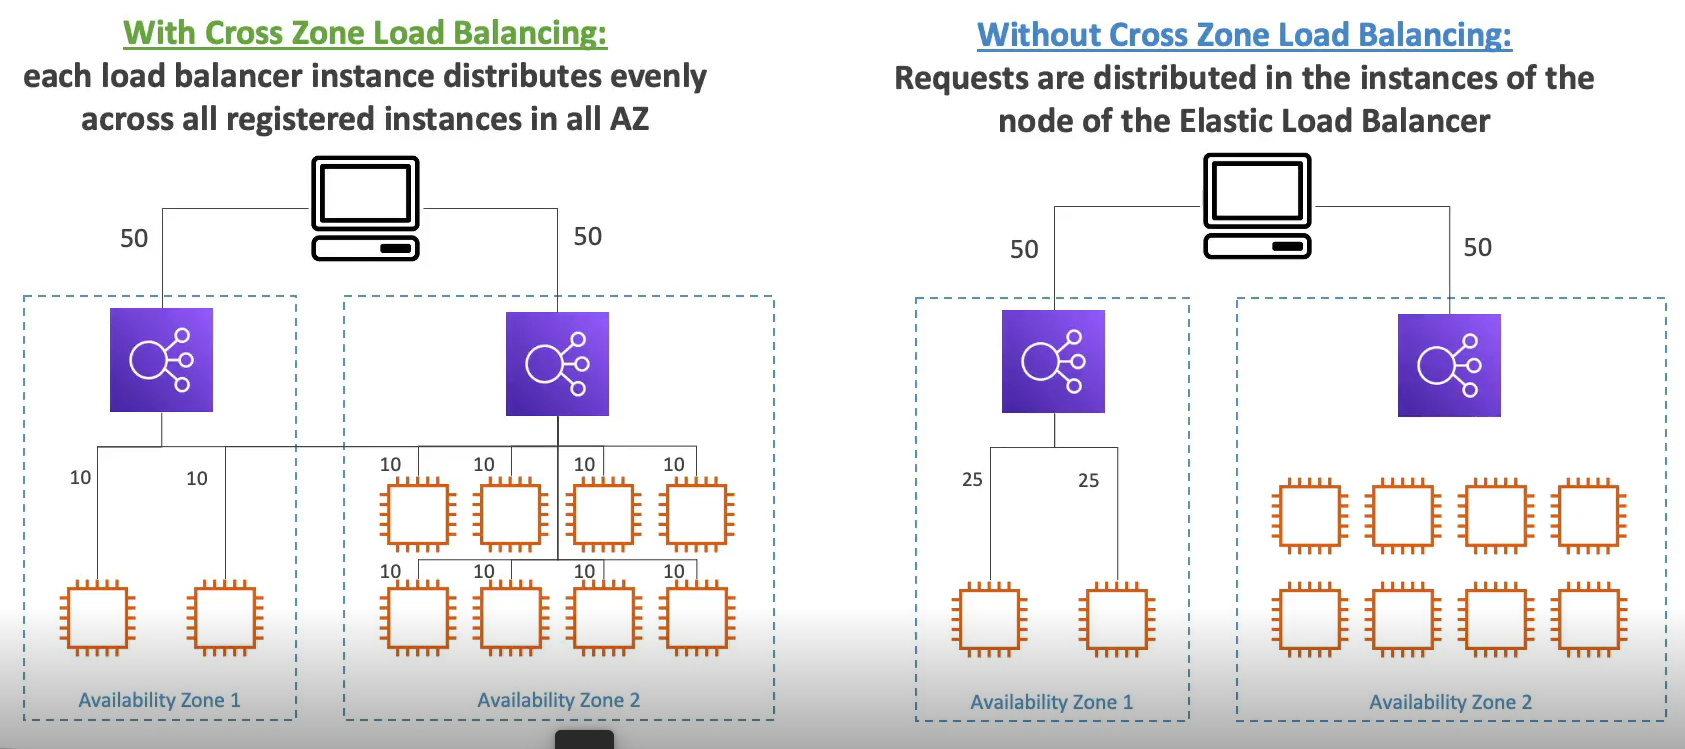 With Cross Zone Load Balancing:
each load balancer instance distributes evenly
across all registered instances in all AZ
50
50
10
10
10
10
10
10
10
10
10
10
Availability Zone 1
Availability Zone 2
Without Cross Zone Load Balancing:
Requests are distributed in the instances of the
node of the Elastic Load Balancer
50
50
25
25
Availability Zone 1
Availability Zone 2